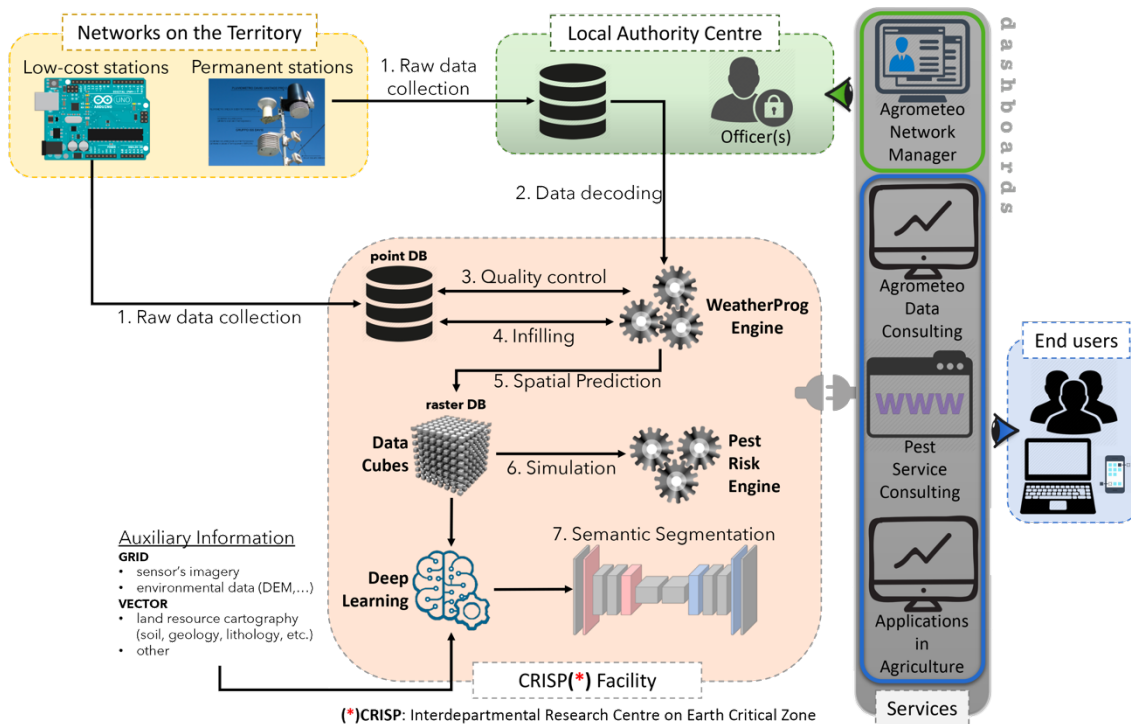 Networks on the Territory
Low-cost stations
Permanent stations
ARDUINO
UNO
1. Raw data
collection
Local Authority Centre
Officer(s)
2. Data decoding
dashboards
Agrometeo
Network
Manager
Agrometeo
Data
Consulting
WWW
Pest
Service
Consulting
Applications
in
Agriculture
Services
End users
point DB
3. Quality control
WeatherProg
Engine
1. Raw data collection
4. Infilling
5. Spatial Prediction
raster DB
Data
Cubes
6. Simulation
Pest
Risk
Engine
Auxiliary Information
GRID
• sensor's imagery
• environmental data (DEM,...)
VECTOR
• land resource cartography
(soil, geology, lithology, etc.)
• other
Deep
Learning
7. Semantic Segmentation
CRISP(*) Facility
(*)CRISP: Interdepartmental Research Centre on Earth Critical Zone